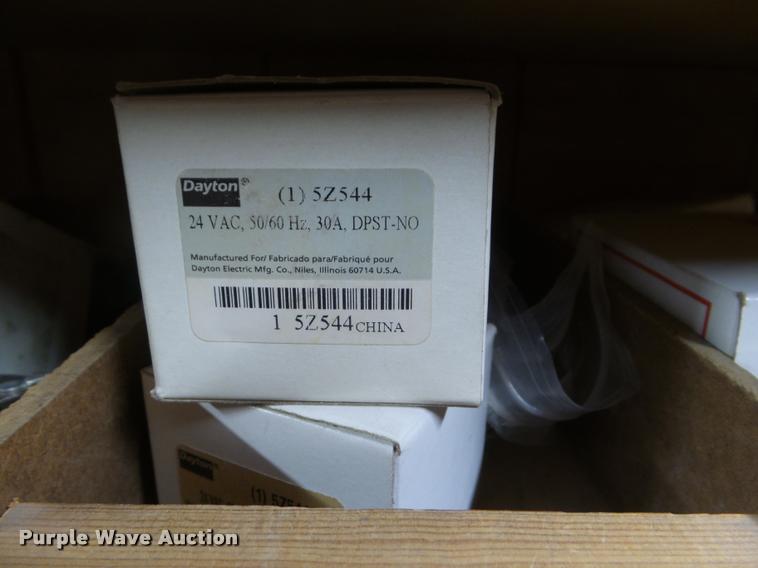 Dayton®
(1) 5Z544
24 VAC, 50/60 Hz, 30A, DPST-NO
Manufactured For/ Fabricado para/Fabriqué pour
Dayton Electric Mfg. Co., Niles, Illinois 60714 U.S.A.
1 5Z544 CHINA
Dayton
(1)
Purple Wave Auction